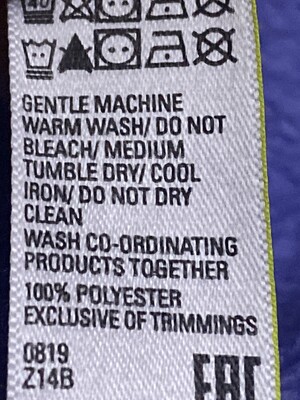 40
GENTLE MACHINE
WARM WASH/ DO NOT
BLEACH/ MEDIUM
TUMBLE DRY/ COOL
IRON/ DO NOT DRY
CLEAN
WASH CO-ORDINATING
PRODUCTS TOGETHER
100% POLYESTER
EXCLUSIVE OF TRIMMINGS
0819
Z14B
EAC